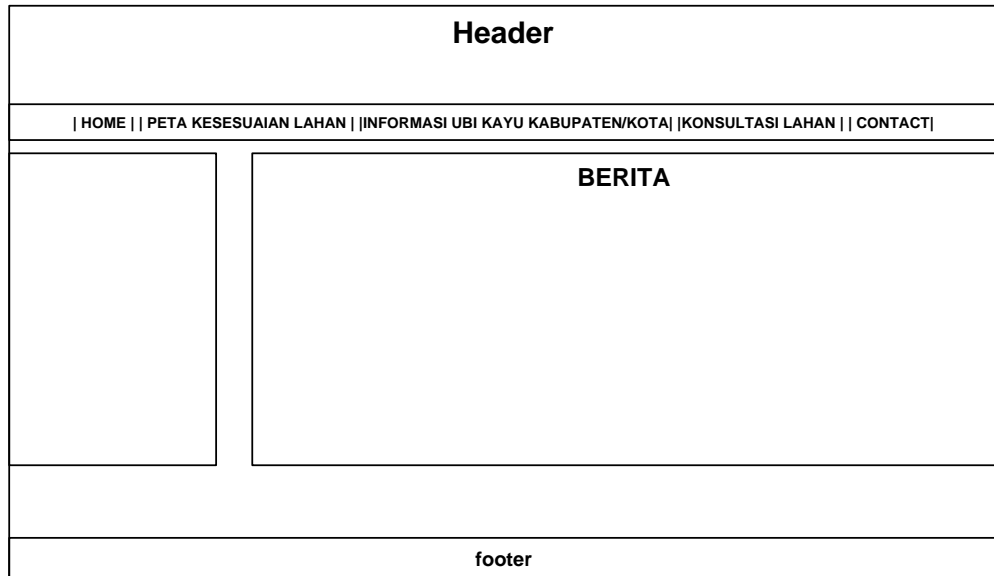 Header
| HOME | | PETA KESESUAIAN LAHAN | |INFORMASI UBI KAYU KABUPATEN/KOTA| |KONSULTASI LAHAN | | CONTACT|
BERITA
footer